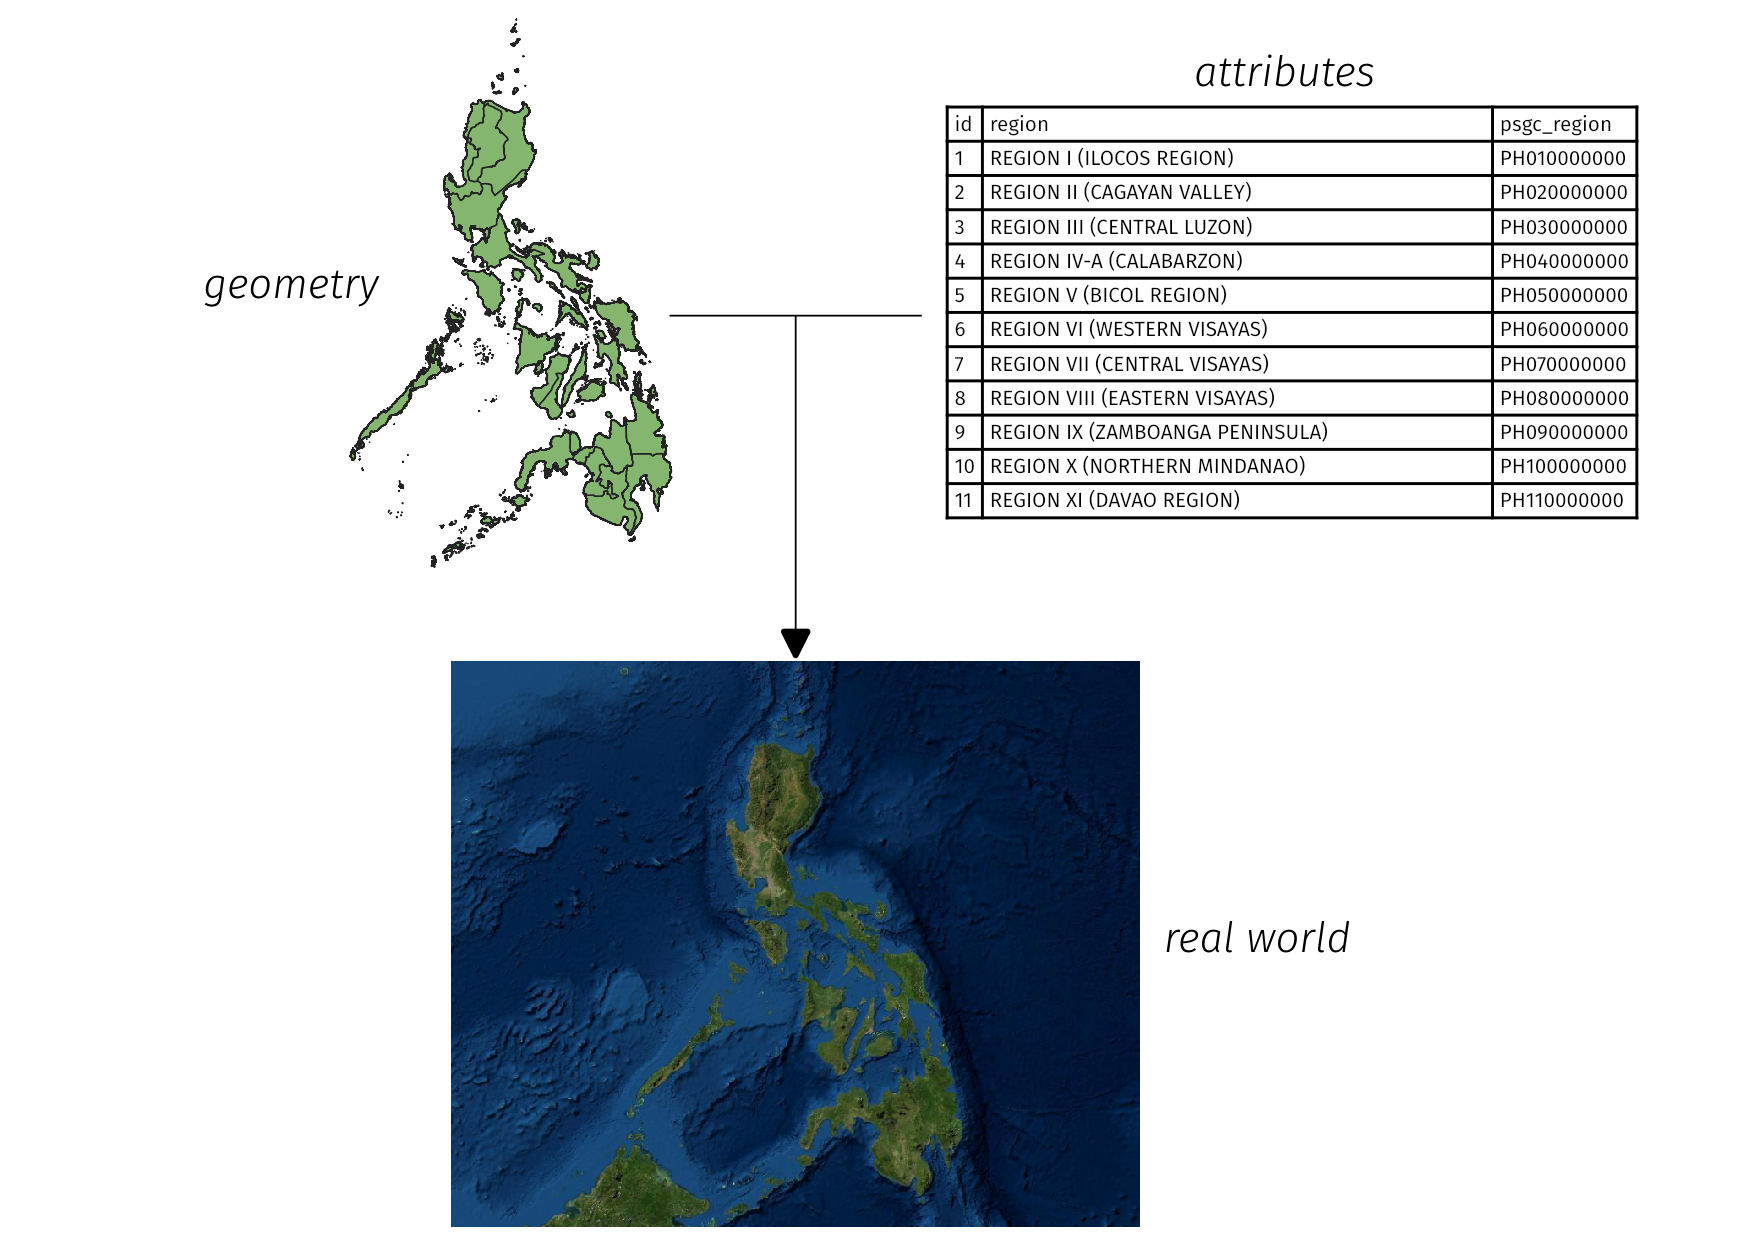 attributes
id region psgc_region
1 REGION I (ILOCOS REGION) PH010000000
2 REGION II (CAGAYAN VALLEY) PH020000000
3 REGION III (CENTRAL LUZON) PH030000000
4 REGION IV-A (CALABARZON) PH040000000
5 REGION V (BICOL REGION) PH050000000
6 REGION VI (WESTERN VISAYAS) PH060000000
7 REGION VII (CENTRAL VISAYAS) PH070000000
8 REGION VIII (EASTERN VISAYAS) PH080000000
9 REGION IX (ZAMBOANGA PENINSULA) PH090000000
10 REGION X (NORTHERN MINDANAO) PH100000000
11 REGION XI (DAVAO REGION) PH110000000
geometry
real world